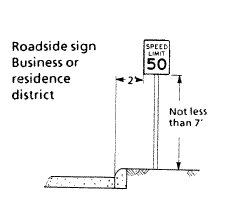 Roadside sign
Business or
residence
district
SPEED
LIMIT
50
2'
Not less
than 7'